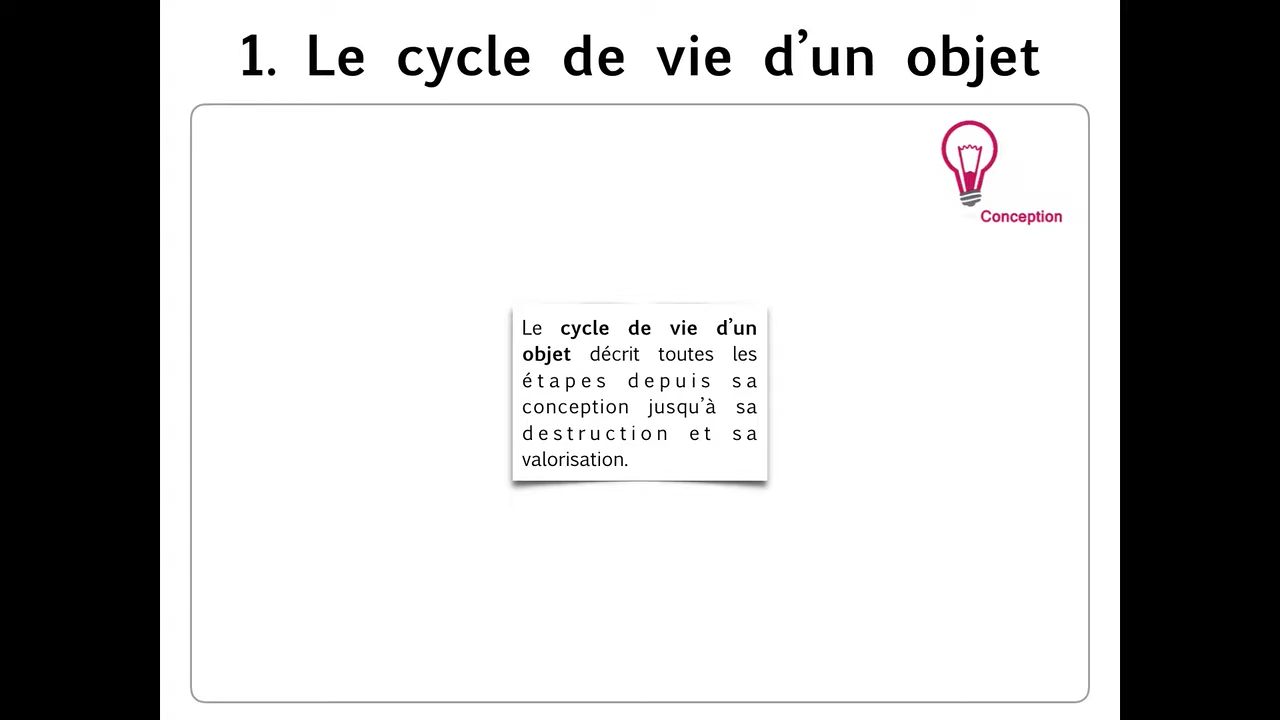 1. Le cycle de vie d’un objet
Conception
Le cycle de vie d’un
objet décrit toutes les
étapes depuis sa
conception jusqu’à sa
destruction et sa
valorisation.